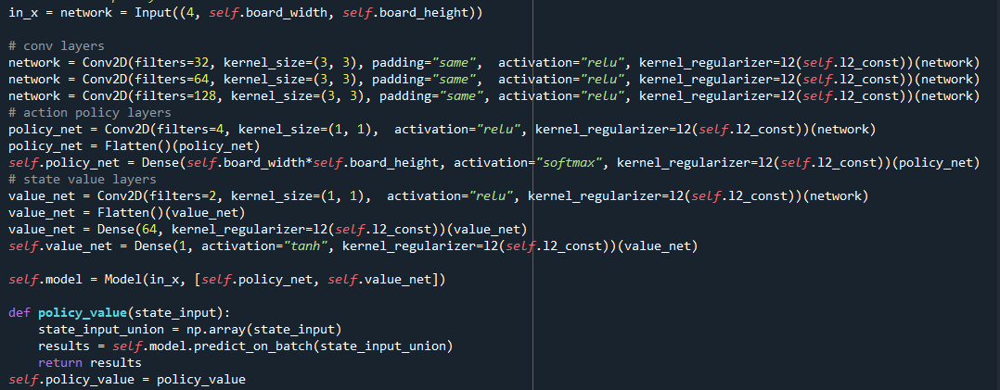 in_x = network = Input((4, self.board_width, self.board_height))
# conv layers
network = Conv2D(filters=32, kernel_size=(3, 3), padding="same",  activation="relu", kernel_regularizer=l2(self.l2_const))(network)
network = Conv2D(filters=64, kernel_size=(3, 3), padding="same",  activation="relu", kernel_regularizer=l2(self.l2_const))(network)
network = Conv2D(filters=128, kernel_size=(3, 3), padding="same", activation="relu", kernel_regularizer=l2(self.l2_const))(network)
# action policy layers
policy_net = Conv2D(filters=4, kernel_size=(1, 1),  activation="relu", kernel_regularizer=l2(self.l2_const))(network)
policy_net = Flatten()(policy_net)
self.policy_net = Dense(self.board_width*self.board_height, activation="softmax", kernel_regularizer=l2(self.l2_const))(policy_net)
# state value layers
value_net = Conv2D(filters=2, kernel_size=(1, 1),  activation="relu", kernel_regularizer=l2(self.l2_const))(network)
value_net = Flatten()(value_net)
value_net = Dense(64, kernel_regularizer=l2(self.l2_const))(value_net)
self.value_net = Dense(1, activation="tanh", kernel_regularizer=l2(self.l2_const))(value_net)
self.model = Model(in_x, [self.policy_net, self.value_net])
def policy_value(state_input):
    state_input_union = np.array(state_input)
    results = self.model.predict_on_batch(state_input_union)
    return results
self.policy_value = policy_value